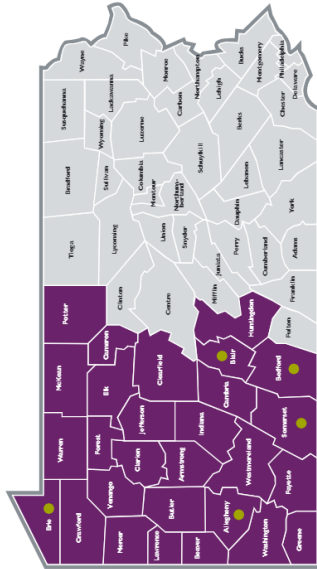 Erie
Crawford
Mercer
Lawrence
Beaver
Washington
Greene
Warren
Forest
Venango
Butler
Allegheny
Fayette
McKean
Elk
Clarion
Jefferson
Armstrong
Indiana
Westmoreland
Somerset
Potter
Cameron
Clearfield
Cambria
Blair
Bedford
Huntingdon
Fulton
Tioga
Clinton
Centre
Mifflin
Franklin
Lycoming
Union
Snyder
Juniata
Perry
Cumberland
Adams
Bradford
Sullivan
Columbia
Montour
Northum-
berland
Dauphin
York
Susquehanna
Wyoming
Luzerne
Schuylkill
Lebanon
Lancaster
Wayne
Lackawanna
Pike
Monroe
Carbon
Northampton
Lehigh
Berks
Bucks
Montgomery
Chester
Philadelphia
Delaware